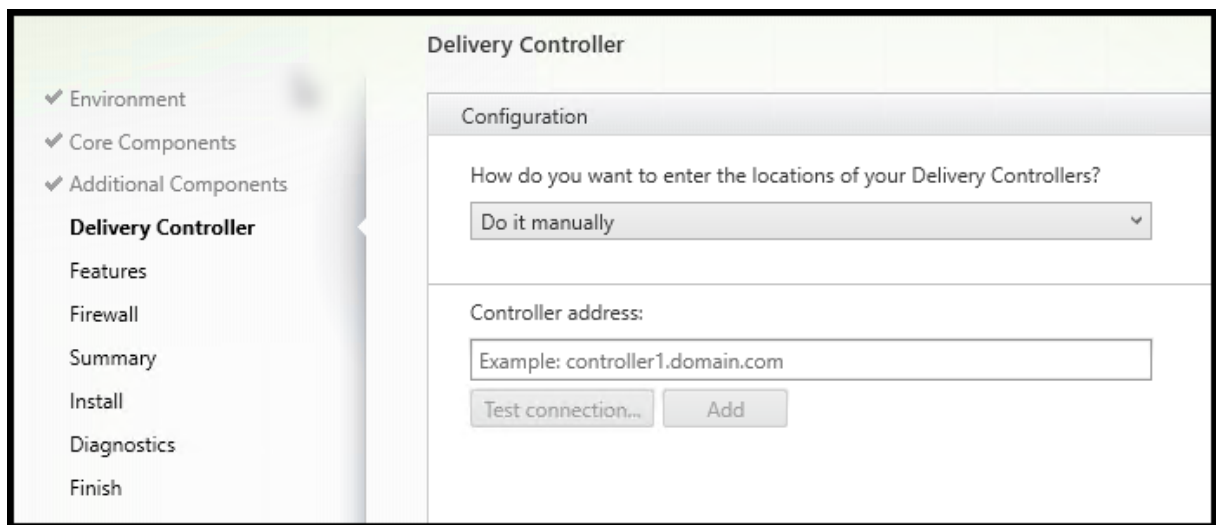 Delivery Controller
Environment
Core Components
Additional Components
Delivery Controller
Features
Firewall
Summary
Install
Diagnostics
Finish
Configuration
How do you want to enter the locations of your Delivery Controllers?
Do it manually
Controller address:
Example: controller1.domain.com
Test connection... Add